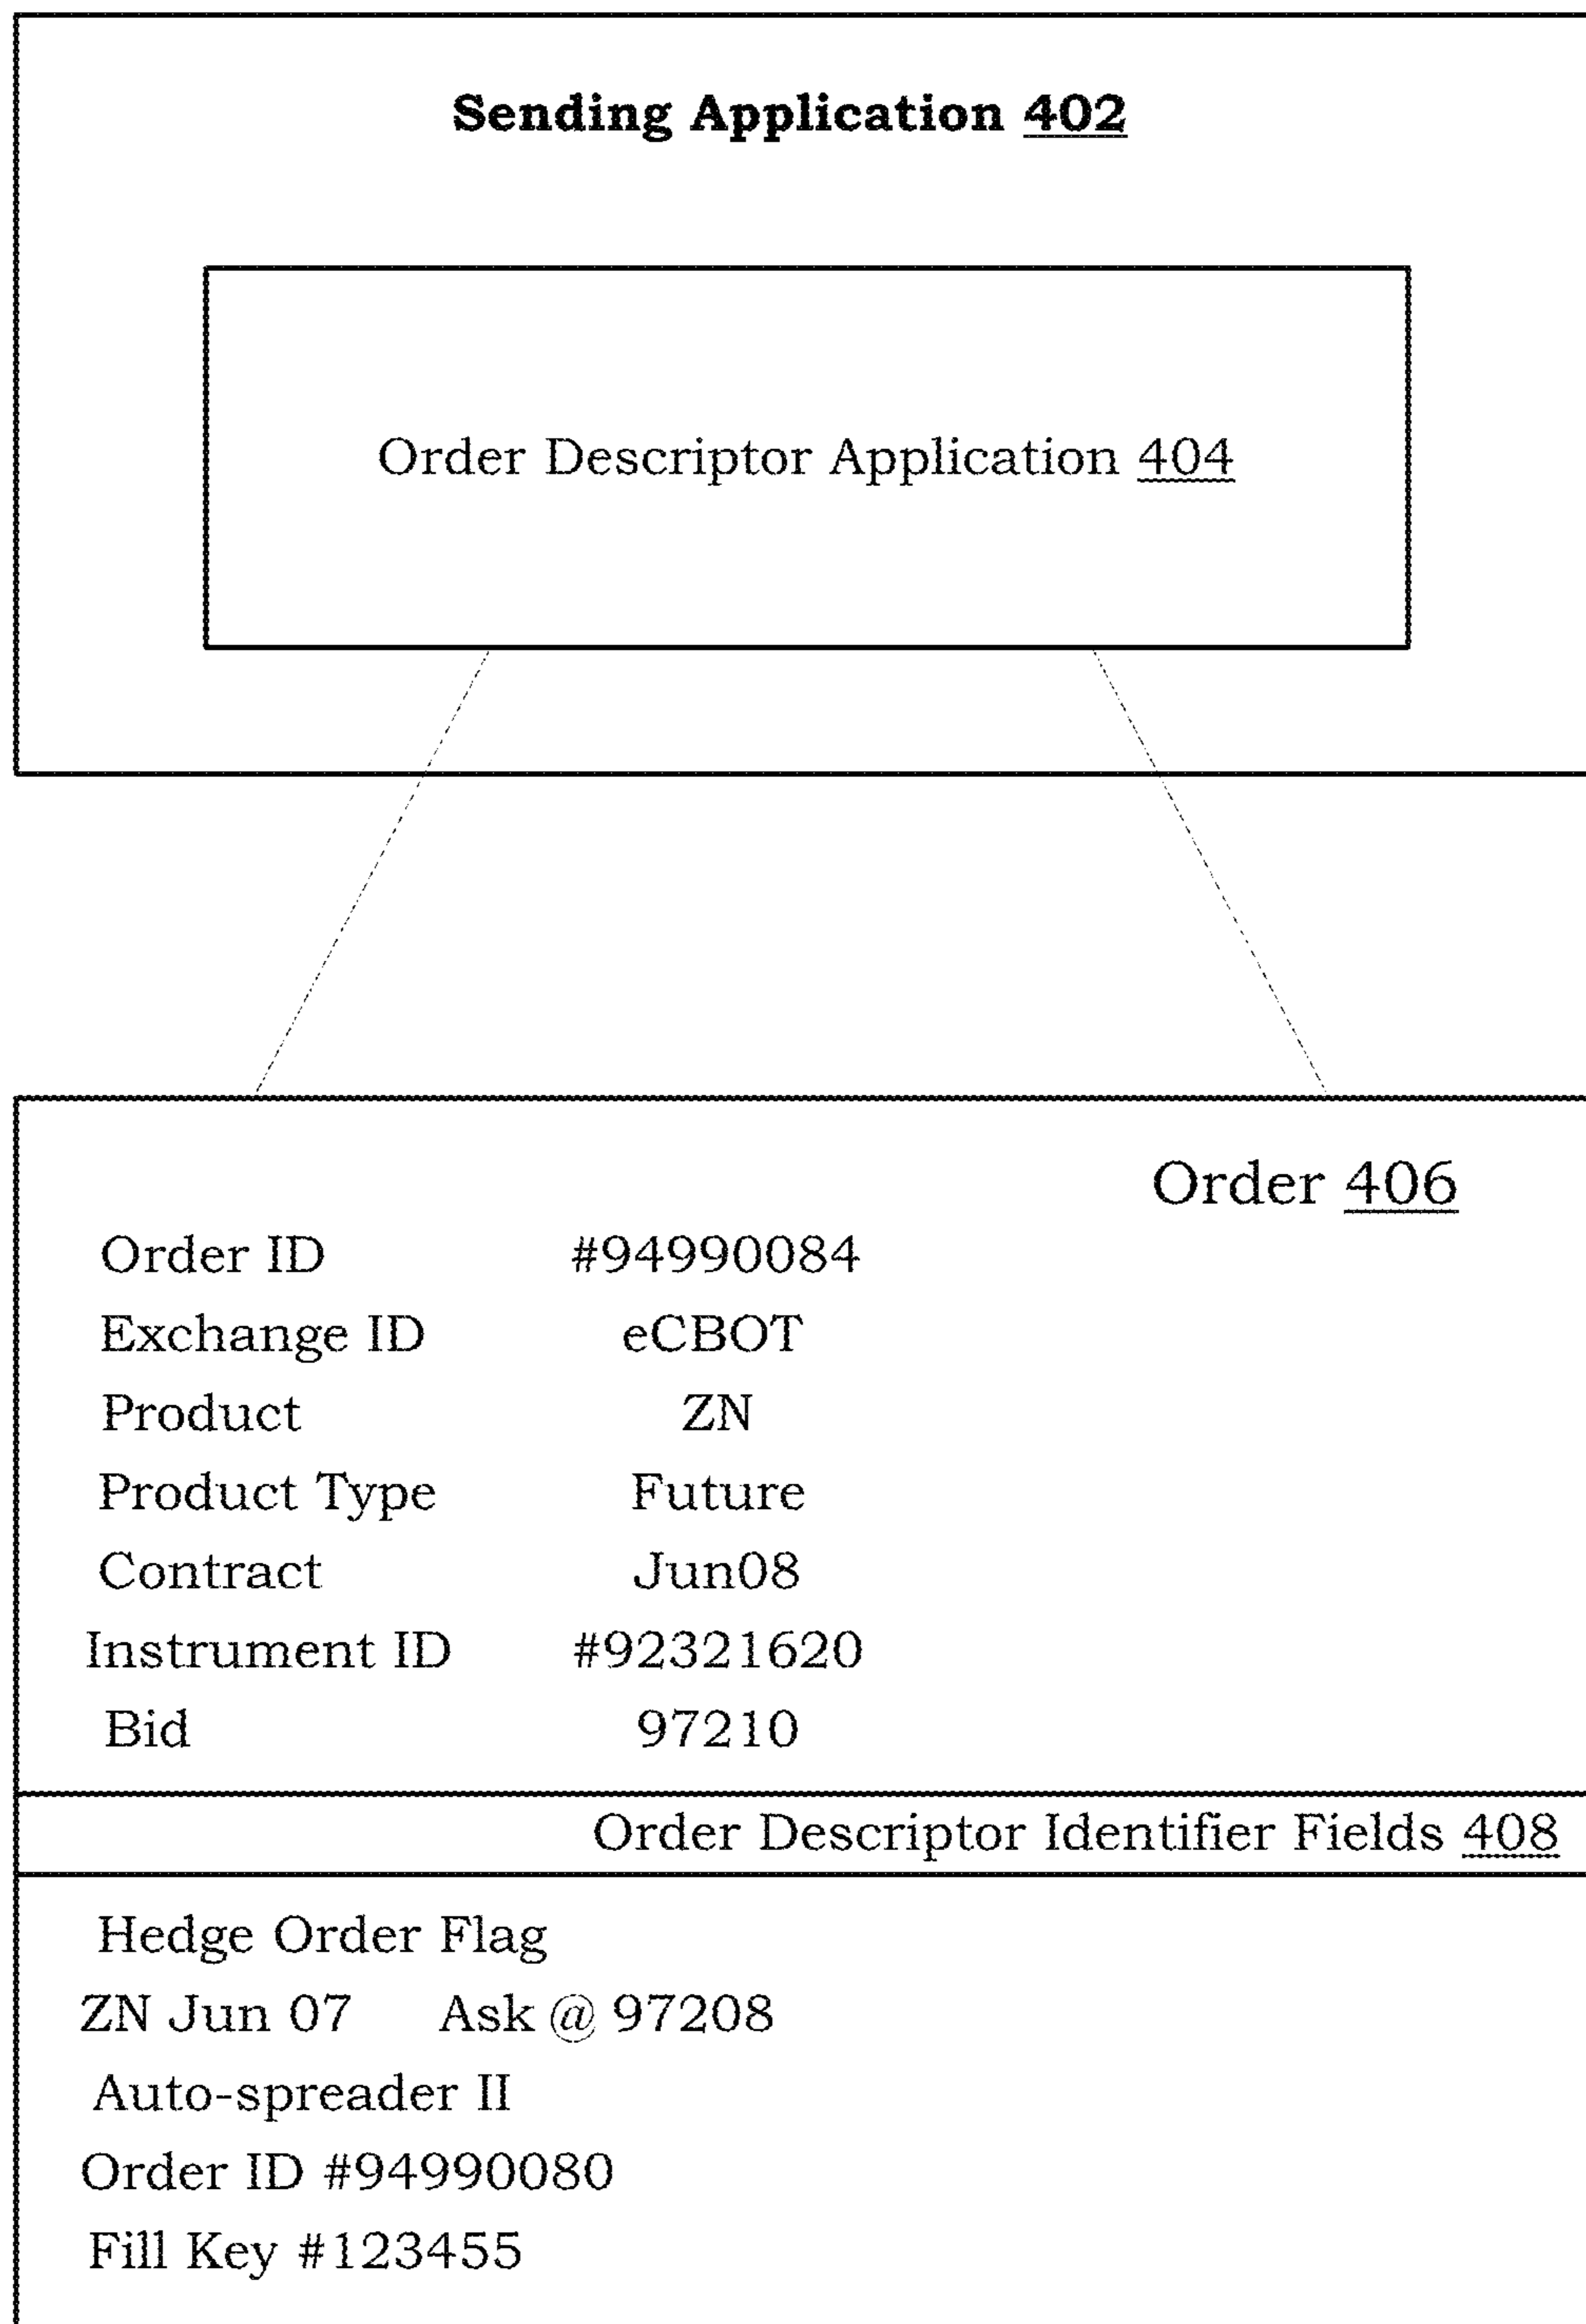 Sending Application 402
Order Descriptor Application 404
Order 406
Order ID #94990084
Exchange ID eCBOT
Product ZN
Product Type Future
Contract Jun08
Instrument ID #92321620
Bid 97210
Order Descriptor Identifier Fields 408
Hedge Order Flag
ZN Jun 07 Ask @ 97208
Auto-spreader II
Order ID #94990080
Fill Key #123455